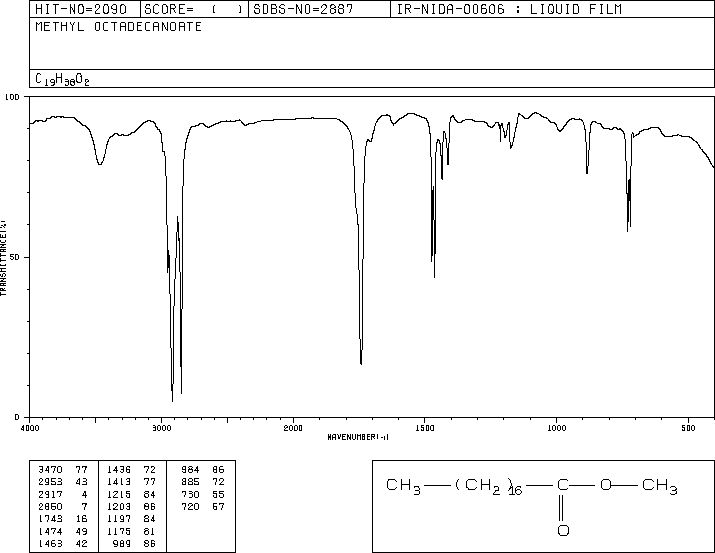 HIT-NO=2090 SCORE= ( ) SDBS-NO=2887 IR-NIDA-00606 : LIQUID FILM
METHYL OCTADECANOATE
C19H38O2
100
50
0
TRANSMITTANCE(%)
4000 3000 2000 1500 1000 500
WAVENUMBER(-1)
3470 77 1436 72 984 86
2953 43 1413 77 885 72
2917 4 1215 84 730 55
2850 7 1203 86 720 57
1743 16 1197 84
1474 49 1175 81
1463 42 989 86
CH3 (CH2)16 C O CH3
O